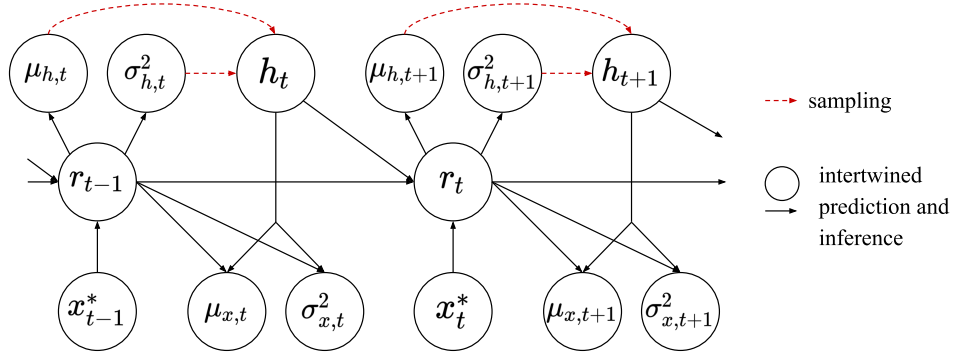 μ_{h,t} σ²_{h,t} h_t μ_{h,t+1} σ²_{h,t+1} h_{t+1}
sampling
r_{t−1} r_t
intertwined
prediction and
inference
x*_{t−1} μ_{x,t} σ²_{x,t} x*_t μ_{x,t+1} σ²_{x,t+1}